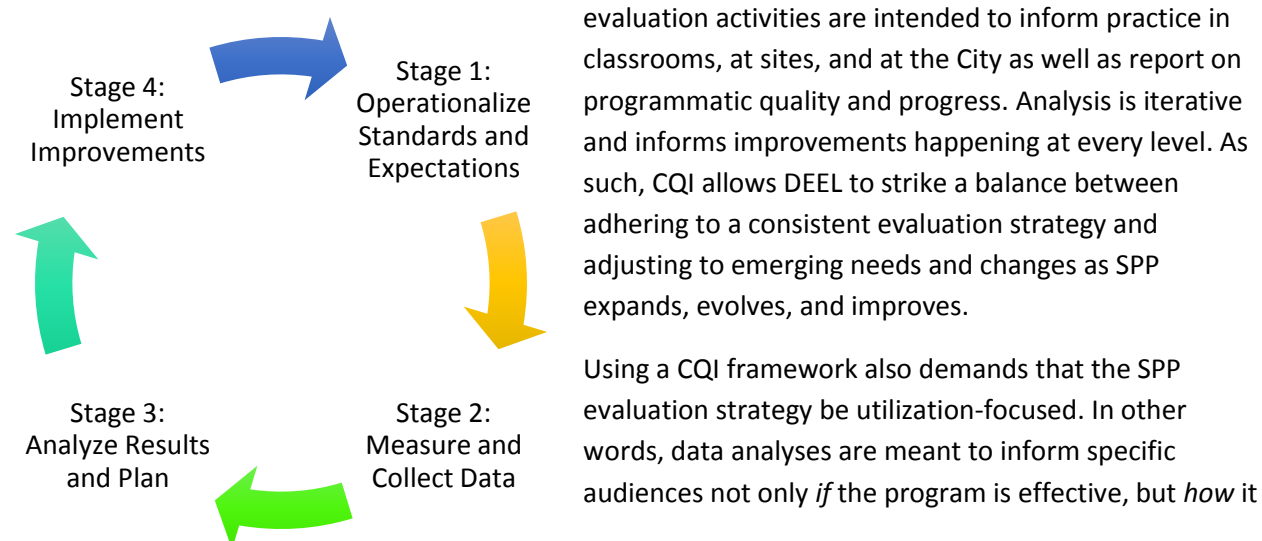 Stage 4:
Implement
Improvements
Stage 1:
Operationalize
Standards and
Expectations
Stage 3:
Analyze Results
and Plan
Stage 2:
Measure and
Collect Data
evaluation activities are intended to inform practice in
classrooms, at sites, and at the City as well as report on
programmatic quality and progress. Analysis is iterative
and informs improvements happening at every level. As
such, CQI allows DEEL to strike a balance between
adhering to a consistent evaluation strategy and
adjusting to emerging needs and changes as SPP
expands, evolves, and improves.
Using a CQI framework also demands that the SPP
evaluation strategy be utilization-focused. In other
words, data analyses are meant to inform specific
audiences not only if the program is effective, but how it